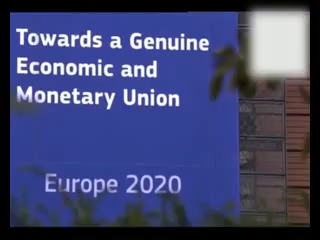 Towards a Genuine
Economic and
Monetary Union
Europe 2020